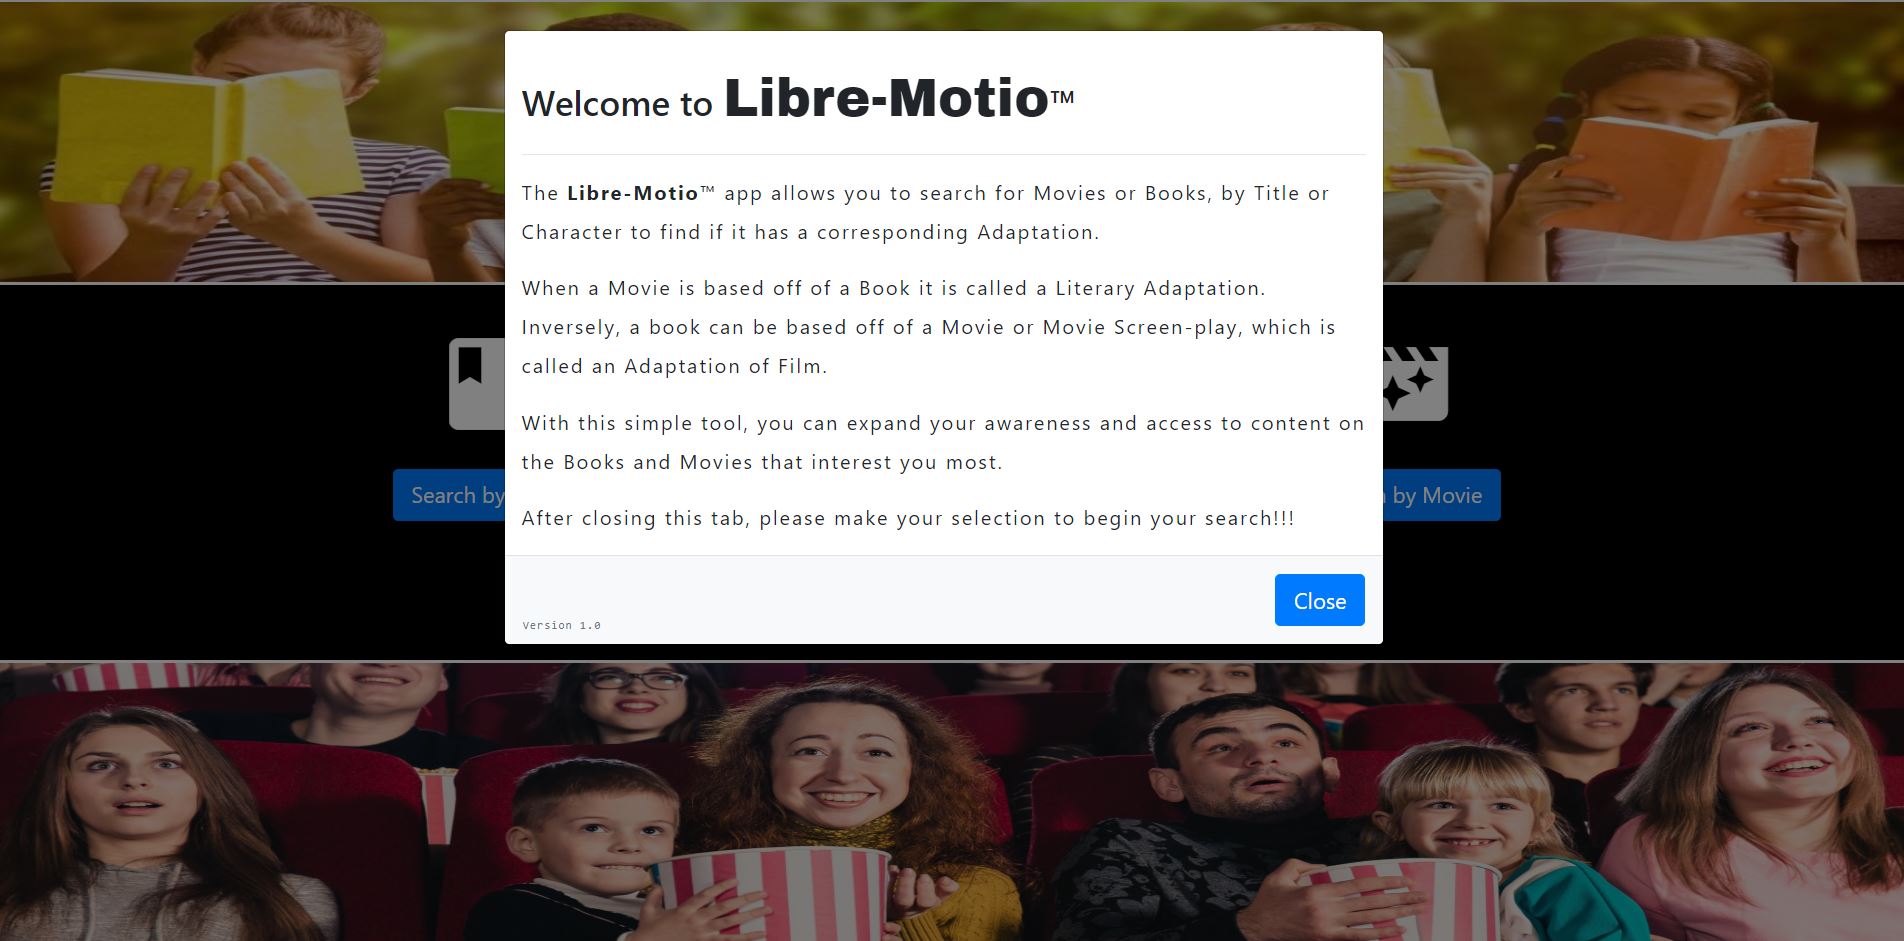 Welcome to Libre-Motio™
The Libre-Motio™ app allows you to search for Movies or Books, by Title or
Character to find if it has a corresponding Adaptation.
When a Movie is based off of a Book it is called a Literary Adaptation.
Inversely, a book can be based off of a Movie or Movie Screen-play, which is
called an Adaptation of Film.
With this simple tool, you can expand your awareness and access to content on
the Books and Movies that interest you most.
Search by
by Movie
After closing this tab, please make your selection to begin your search!!!
Close
Version 1.0